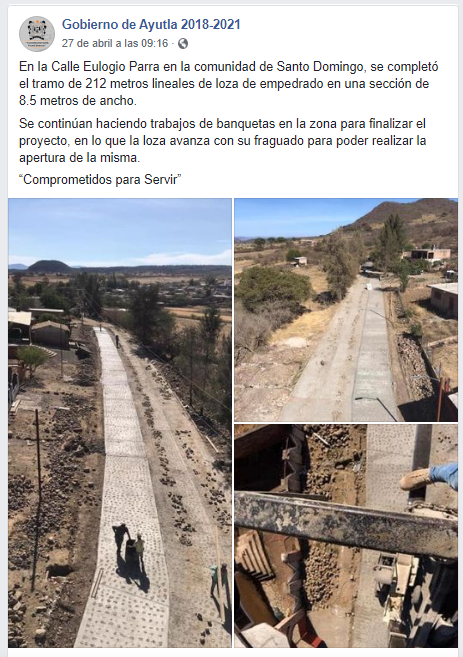 Gobierno de Ayutla 2018-2021
27 de abril a las 09:16 ·
En la Calle Eulogio Parra en la comunidad de Santo Domingo, se completó
el tramo de 212 metros lineales de loza de empedrado en una sección de
8.5 metros de ancho.
Se continúan haciendo trabajos de banquetas en la zona para finalizar el
proyecto, en lo que la loza avanza con su fraguado para poder realizar la
apertura de la misma.
“Comprometidos para Servir”